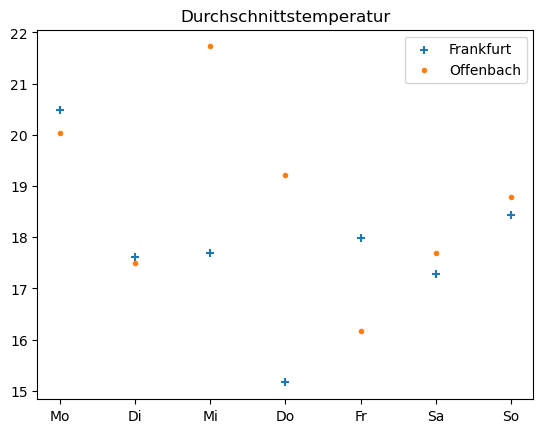 Durchschnittstemperatur
Frankfurt
Offenbach
22
21
20
19
18
17
16
15
Mo Di Mi Do Fr Sa So